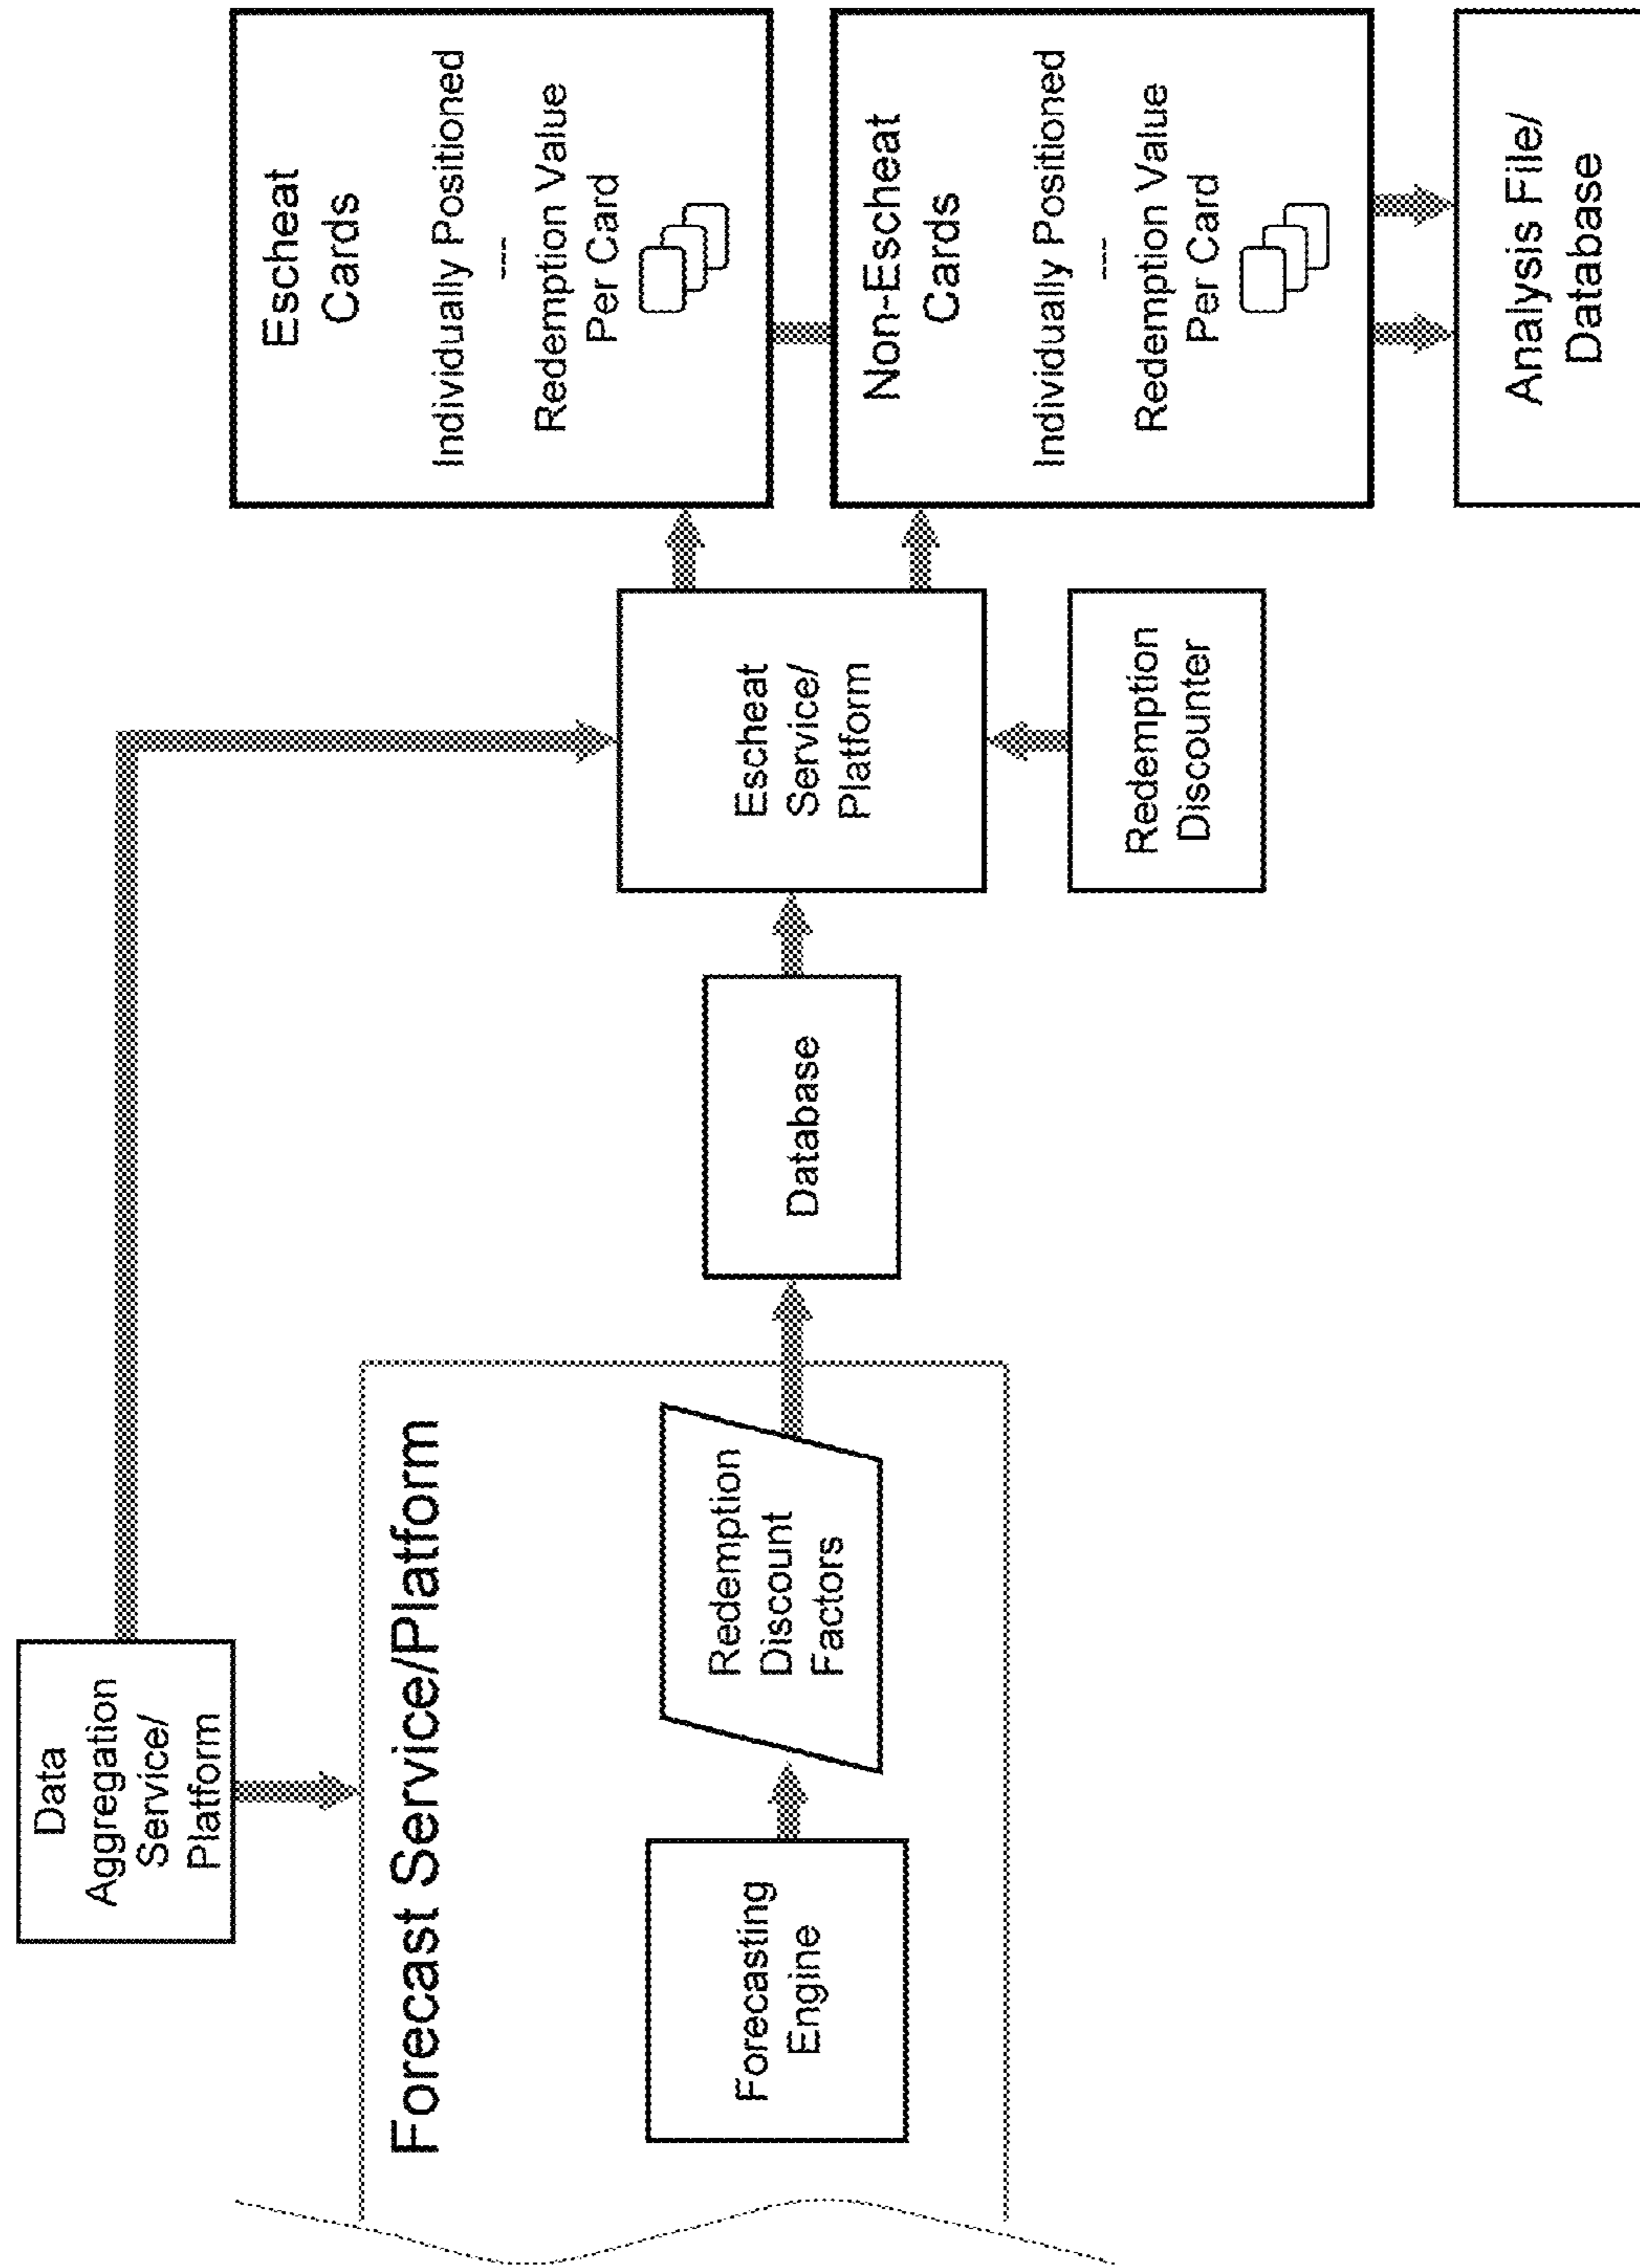 Data
Aggregation
Service/
Platform
Forecast Service/Platform
Forecasting
Engine
Redemption
Discount
Factors
Database
Escheat
Service/
Platform
Redemption
Discounter
Escheat
Cards
Individually Positioned
---
Redemption Value
Per Card
Non-Escheat
Cards
Individually Positioned
---
Redemption Value
Per Card
Analysis File/
Database